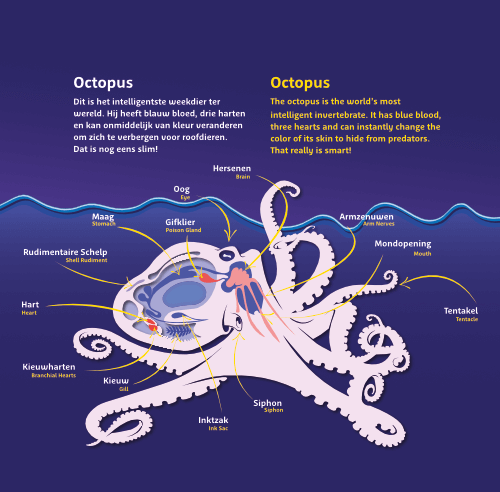 Octopus
Dit is het intelligentste weekdier ter
wereld. Hij heeft blauw bloed, drie harten
en kan onmiddelijk van kleur veranderen
om zich te verbergen voor roofdieren.
Dat is nog eens slim!
Octopus
The octopus is the world's most
intelligent invertebrate. It has blue blood,
three hearts and can instantly change the
color of its skin to hide from predators.
That really is smart!
Hersenen
Brain
Oog
Eye
Maag
Stomach
Gifklier
Poison Gland
Armzenuwen
Arm Nerves
Mondopening
Mouth
Rudimentaire Schelp
Shell Rudiment
Hart
Heart
Tentakel
Tentacle
Kieuwharten
Branchial Hearts
Kieuw
Gill
Siphon
Siphon
Inktzak
Ink Sac